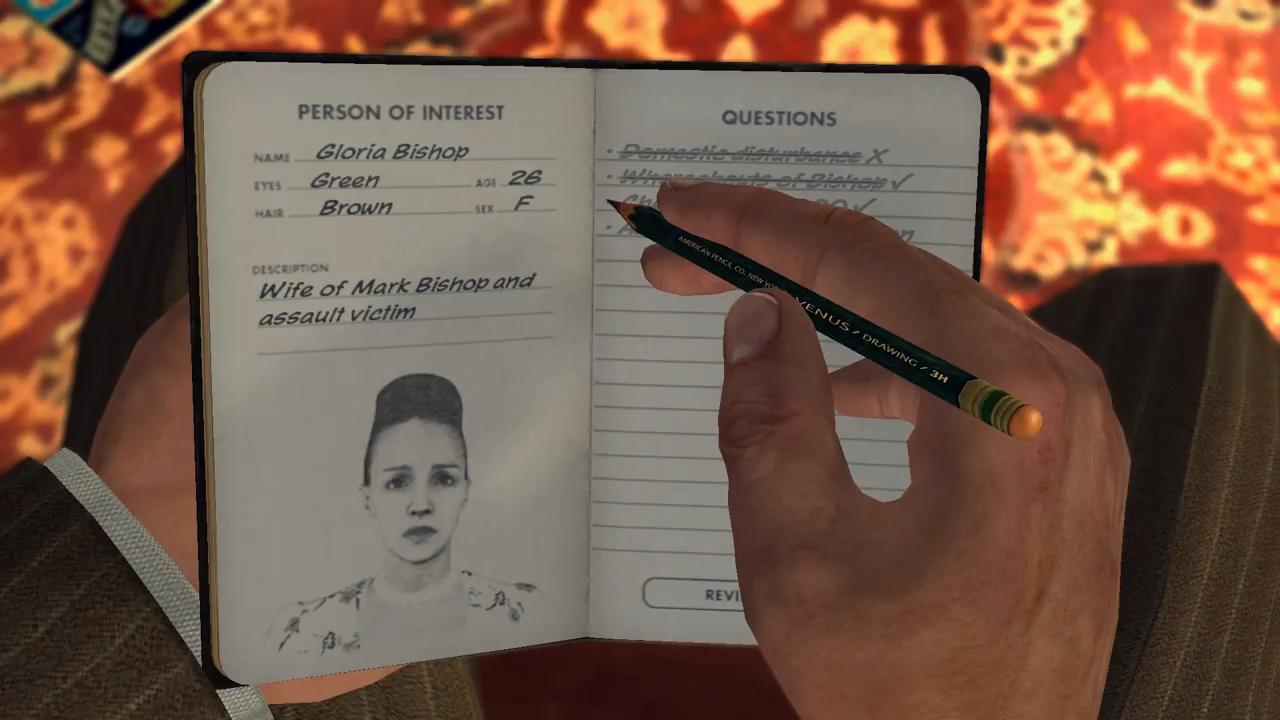 PERSON OF INTEREST
NAME Gloria Bishop
EYES Green AGE 26
HAIR Brown SEX F
DESCRIPTION
Wife of Mark Bishop and
assault victim
QUESTIONS
· Domestic disturbance X
· Whereabouts of Bishop ✓
AMERICAN PENCIL CO. NEW YORK VENUS / DRAWING / 3H